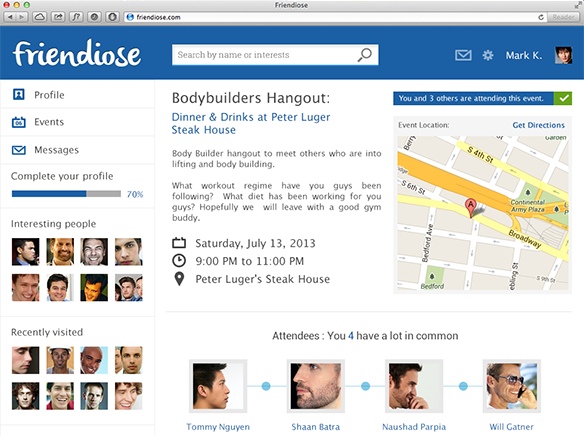 Friendiose
friendiose.com
Reader
friendiose
Search by name or interests
Mark K.
Profile
Events
Messages
Complete your profile
70%
Interesting people
Recently visited
Bodybuilders Hangout:
Dinner & Drinks at Peter Luger
Steak House
Body Builder hangout to meet others who are into
lifting and body building.
What workout regime have you guys been
following? What diet has been working for you
guys? Hopefully we will leave with a good gym
buddy.
Saturday, July 13, 2013
9:00 PM to 11:00 PM
Peter Luger's Steak House
You and 3 others are attending this event.
Event Location:
Get Directions
Garden
S 4th St
Continental
Army Plaza
S 6th St
A
Broadway
Bedford Ave
S 9th St
Bedford
Attendees : You 4 have a lot in common
Tommy Nguyen
Shaan Batra
Naushad Parpia
Will Gatner